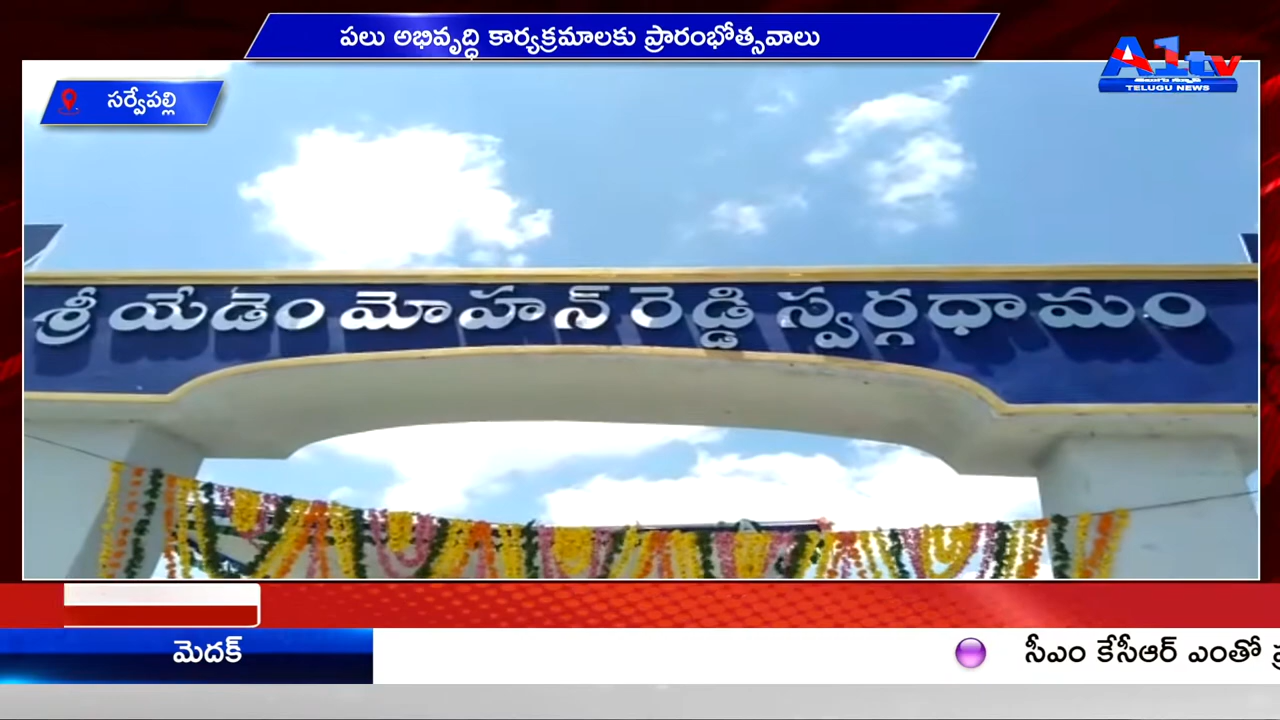 పలు అభివృద్ధి కార్యక్రమాలకు ప్రారంభోత్సవాలు
A1tv
తెలుగు న్యూస్
TELUGU NEWS
సర్వేపల్లి
శ్రీ యేడెం మోహన్ రెడ్డి స్వర్గధామం
మెదక్
సీఎం కేసీఆర్ ఎంతో